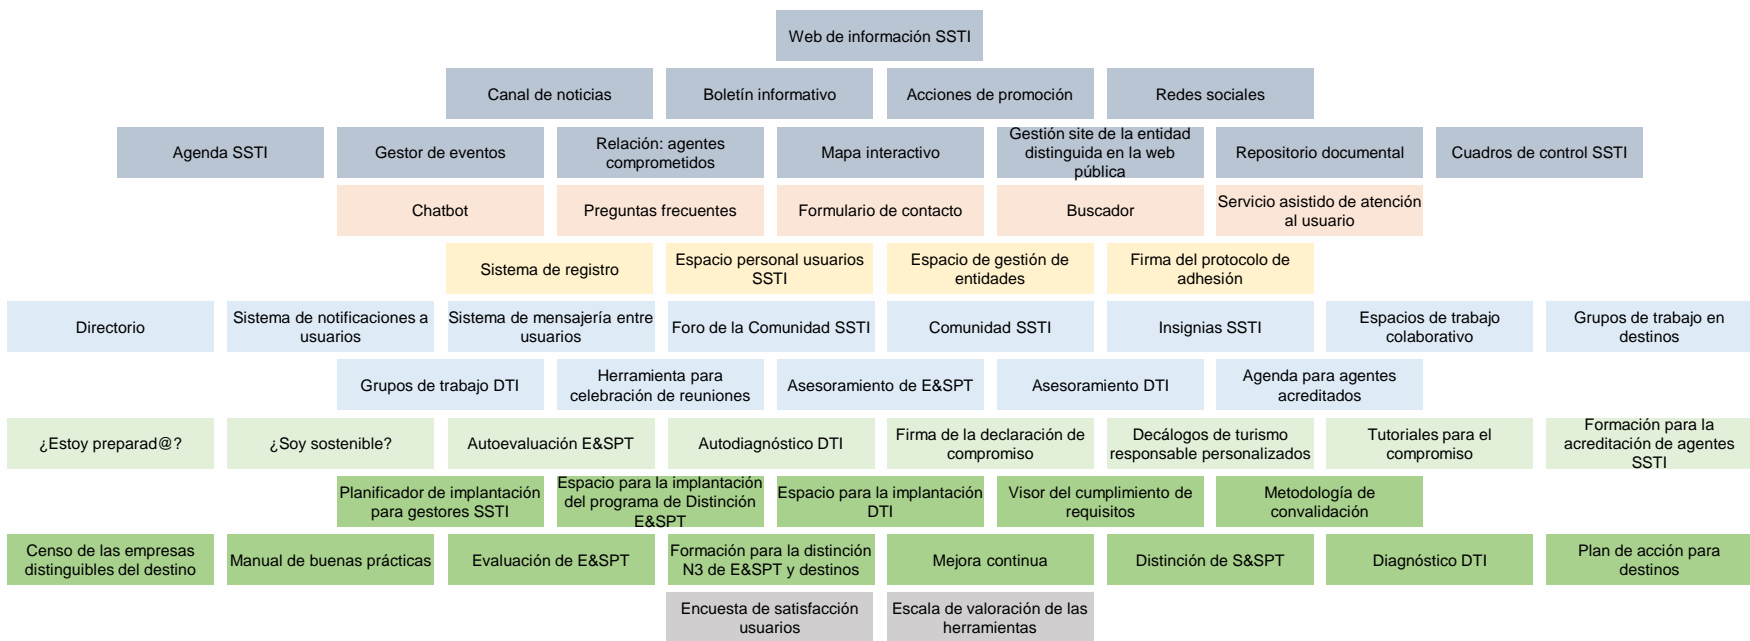 Web de información SSTI
Canal de noticias
Boletín informativo
Acciones de promoción
Redes sociales
Agenda SSTI
Gestor de eventos
Relación: agentes
comprometidos
Mapa interactivo
Gestión site de la entidad
distinguida en la web
pública
Repositorio documental
Cuadros de control SSTI
Chatbot
Preguntas frecuentes
Formulario de contacto
Buscador
Servicio asistido de atención
al usuario
Sistema de registro
Espacio personal usuarios
SSTI
Espacio de gestión de
entidades
Firma del protocolo de
adhesión
Directorio
Sistema de notificaciones a
usuarios
Sistema de mensajería entre
usuarios
Foro de la Comunidad SSTI
Comunidad SSTI
Insignias SSTI
Espacios de trabajo
colaborativo
Grupos de trabajo en
destinos
Grupos de trabajo DTI
Herramienta para
celebración de reuniones
Asesoramiento de E&SPT
Asesoramiento DTI
Agenda para agentes
acreditados
¿Estoy preparad@?
¿Soy sostenible?
Autoevaluación E&SPT
Autodiagnóstico DTI
Firma de la declaración de
compromiso
Decálogos de turismo
responsable personalizados
Tutoriales para el
compromiso
Formación para la
acreditación de agentes
SSTI
Planificador de implantación
para gestores SSTI
Espacio para la implantación
del programa de Distinción
E&SPT
Espacio para la implantación
DTI
Visor del cumplimiento de
requisitos
Metodología de
convalidación
Censo de las empresas
distinguibles del destino
Manual de buenas prácticas
Evaluación de E&SPT
Formación para la distinción
N3 de E&SPT y destinos
Mejora continua
Distinción de S&SPT
Diagnóstico DTI
Plan de acción para
destinos
Encuesta de satisfacción
usuarios
Escala de valoración de las
herramientas